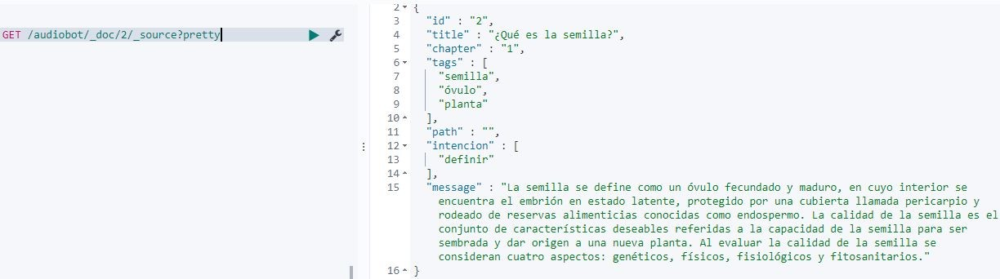 GET /audiobot/_doc/2/_source?pretty
2 {
3 "id" : "2",
4 "title" : "¿Qué es la semilla?",
5 "chapter" : "1",
6 "tags" : [
7 "semilla",
8 "óvulo",
9 "planta"
10 ],
11 "path" : "",
12 "intencion" : [
13 "definir"
14 ],
15 "message" : "La semilla se define como un óvulo fecundado y maduro, en cuyo interior se
encuentra el embrión en estado latente, protegido por una cubierta llamada pericarpio y
rodeado de reservas alimenticias conocidas como endospermo. La calidad de la semilla es el
conjunto de características deseables referidas a la capacidad de la semilla para ser
sembrada y dar origen a una nueva planta. Al evaluar la calidad de la semilla se
consideran cuatro aspectos: genéticos, físicos, fisiológicos y fitosanitarios."
16 }